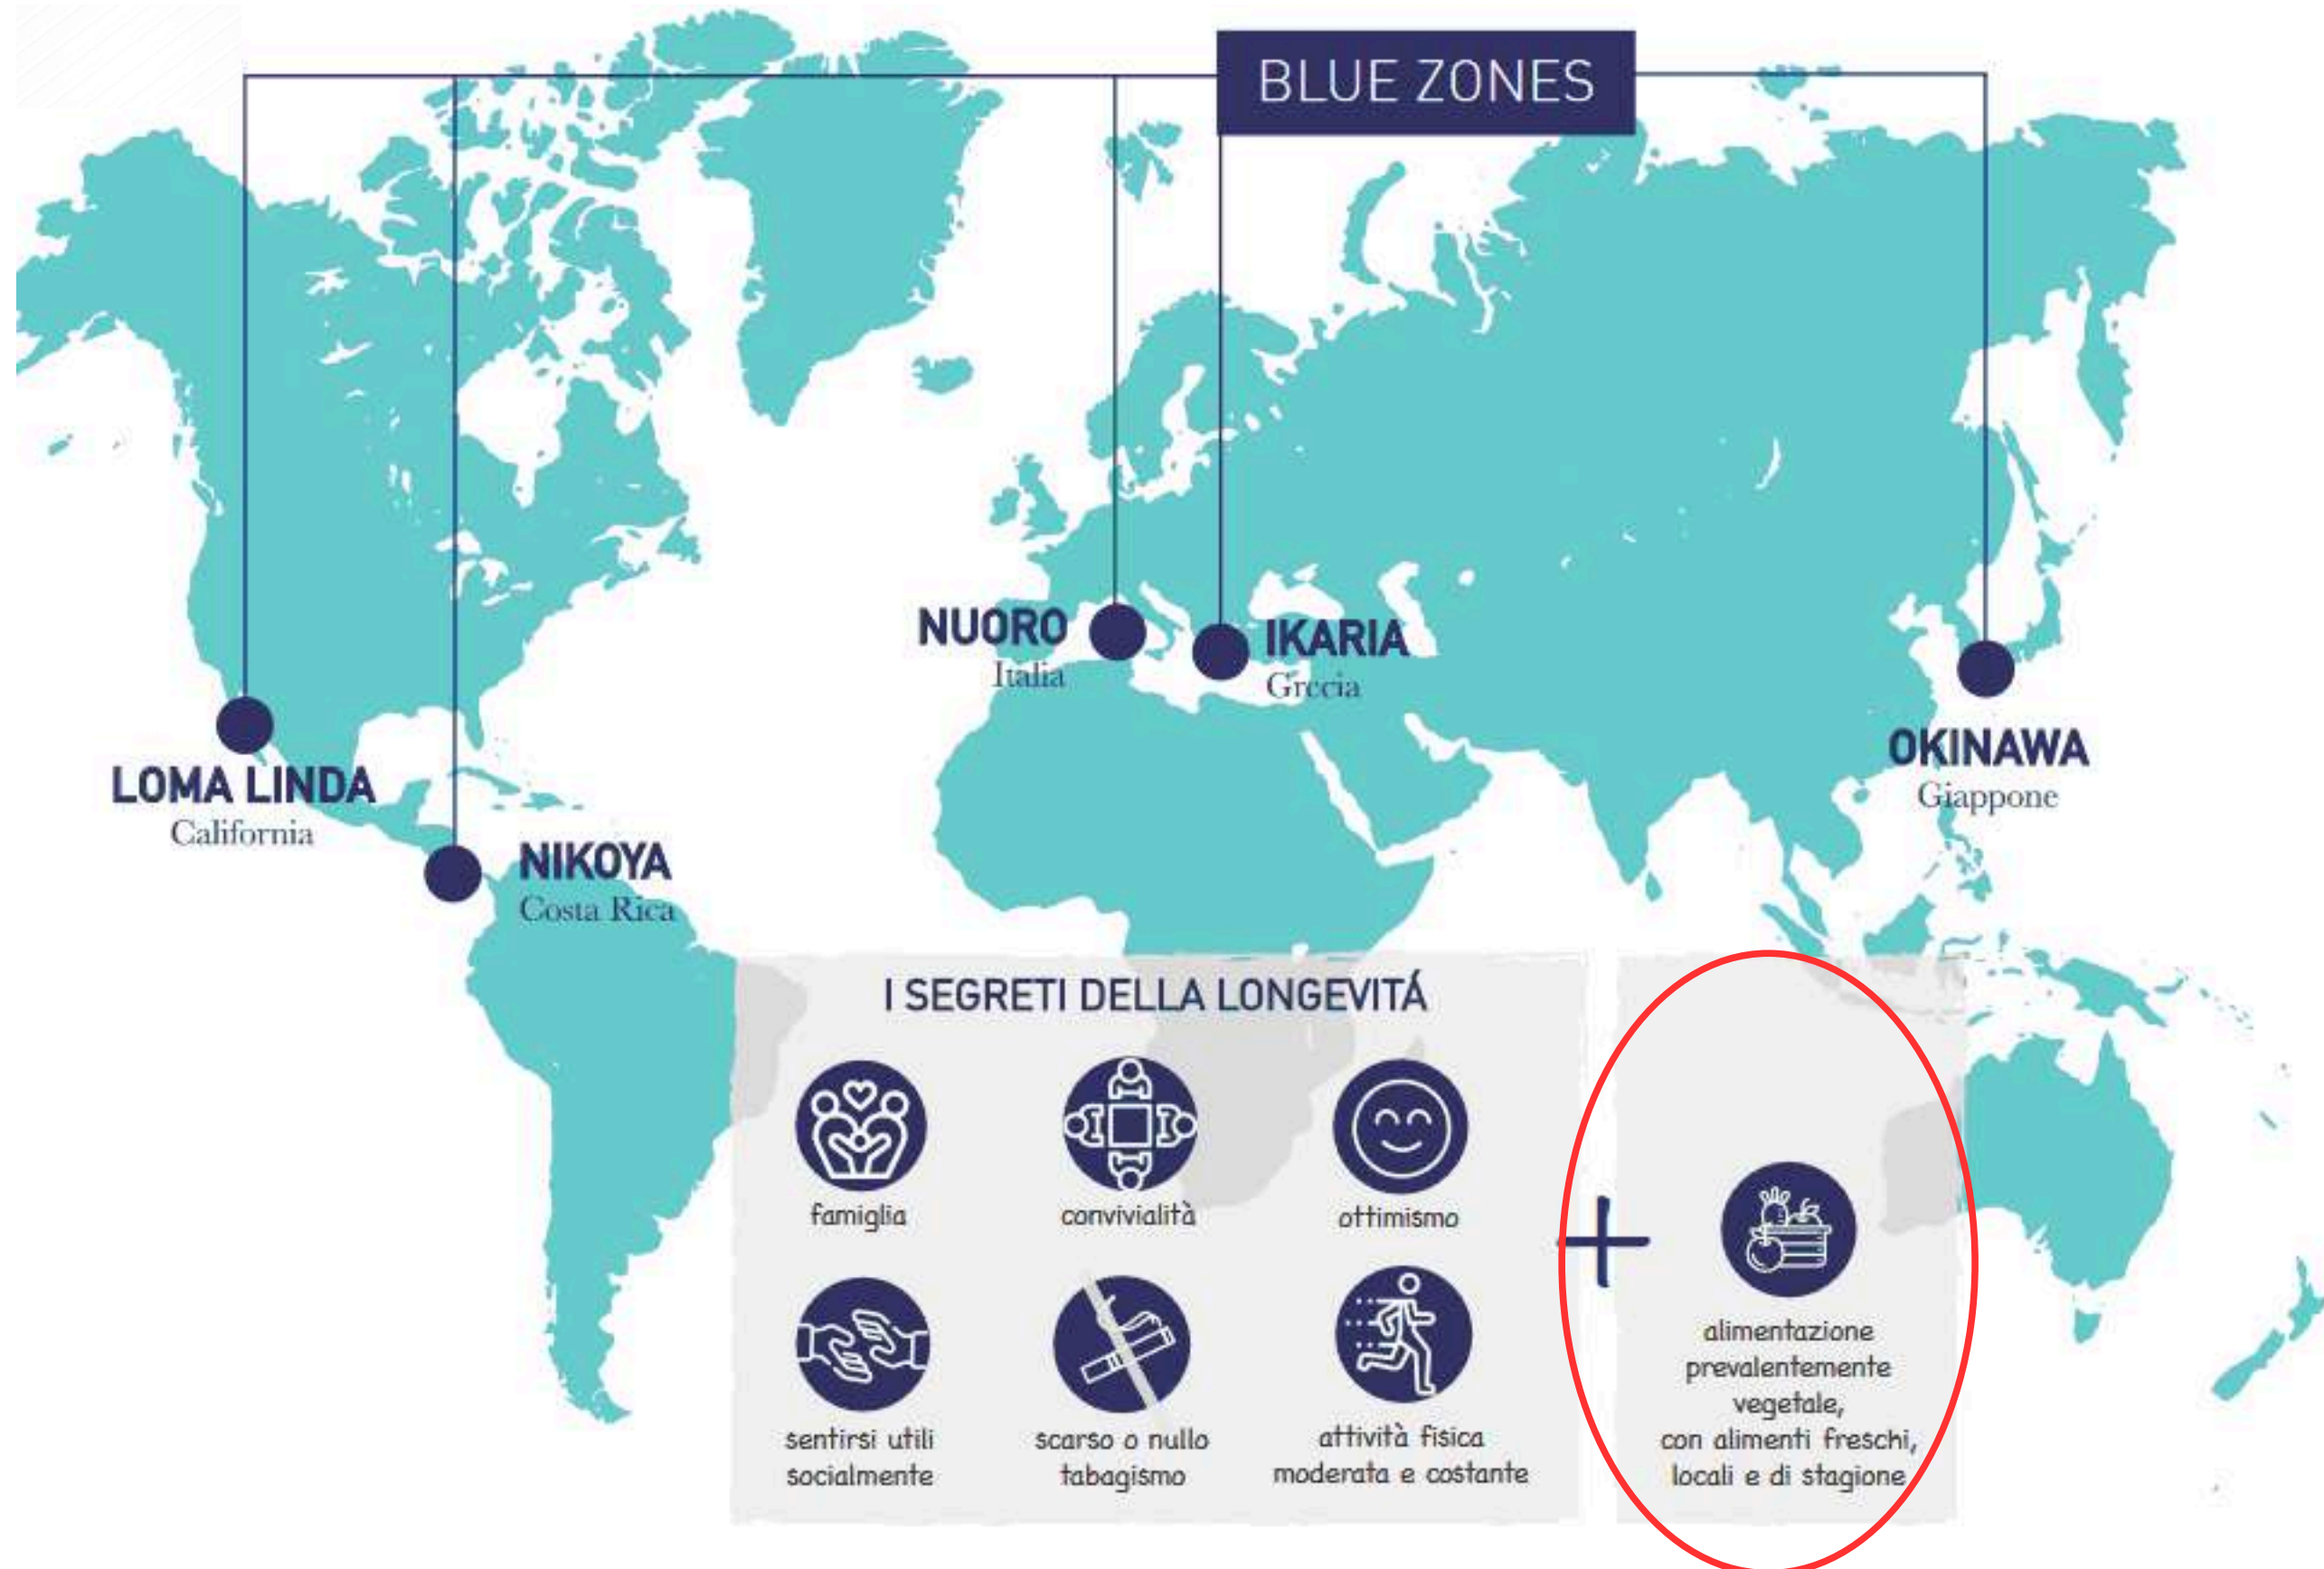 BLUE ZONES
NUORO
Italia
IKARIA
Grecia
OKINAWA
Giappone
LOMA LINDA
California
NIKOYA
Costa Rica
I SEGRETI DELLA LONGEVITÁ
famiglia
convivialità
ottimismo
sentirsi utili
socialmente
scarso o nullo
tabagismo
attività fisica
moderata e costante
+
alimentazione
prevalentemente
vegetale,
con alimenti freschi,
locali e di stagione